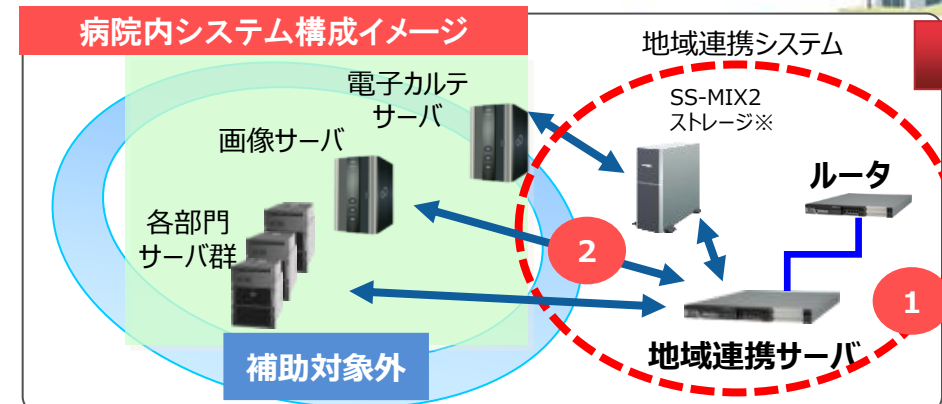 病院内システム構成イメージ
地域連携システム
電子カルテ
サーバ
SS-MIX2
ストレージ※
画像サーバ
ルータ
各部門
サーバ群
2
1
地域連携サーバ
補助対象外